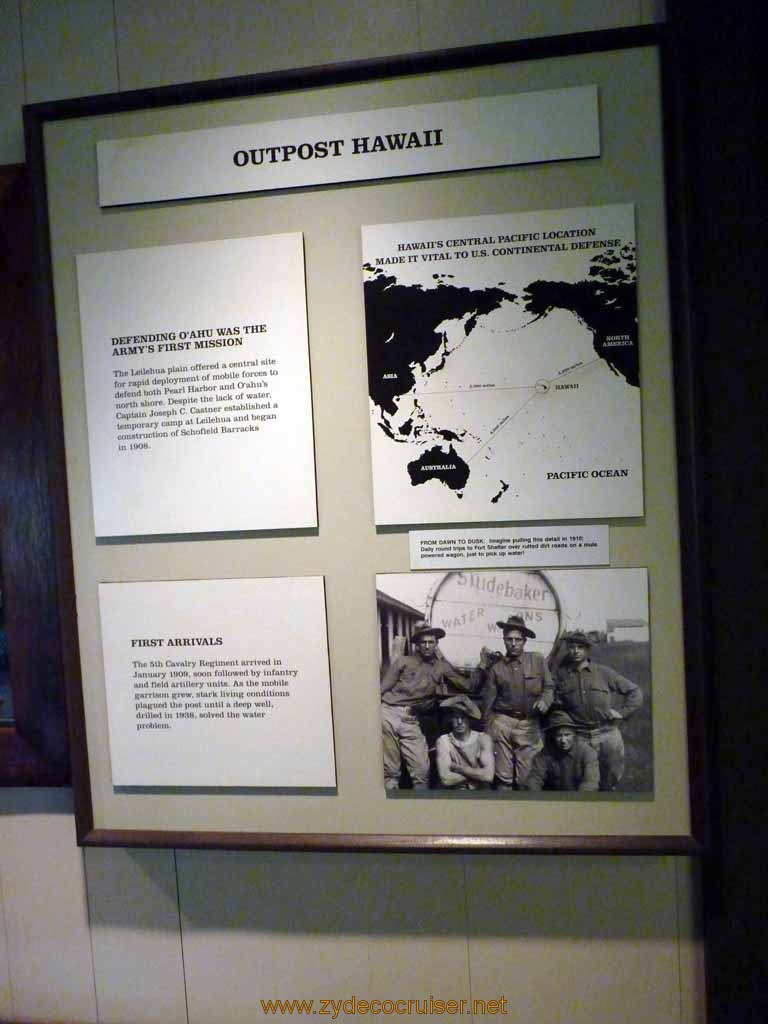 OUTPOST HAWAII
DEFENDING O'AHU WAS THE
ARMY'S FIRST MISSION
The Leilehua plain offered a central site
for rapid deployment of mobile forces to
defend both Pearl Harbor and O'ahu's
north shore. Despite the lack of water,
Captain Joseph C. Castner established a
temporary camp at Leilehua and began
construction of Schofield Barracks
in 1908.
HAWAII'S CENTRAL PACIFIC LOCATION
MADE IT VITAL TO U.S. CONTINENTAL DEFENSE
NORTH
AMERICA
ASIA
HAWAII
AUSTRALIA
PACIFIC OCEAN
FROM DAWN TO DUSK: Imagine pulling this detail in 1910;
Daily round trips to Fort Shafter over rutted dirt roads on a mule
powered wagon, just to pick up water!
FIRST ARRIVALS
The 5th Cavalry Regiment arrived in
January 1909, soon followed by infantry
and field artillery units. As the mobile
garrison grew, stark living conditions
plagued the post until a deep well,
drilled in 1938, solved the water
problem.
Studebaker
WATER
www.zydecocruiser.net